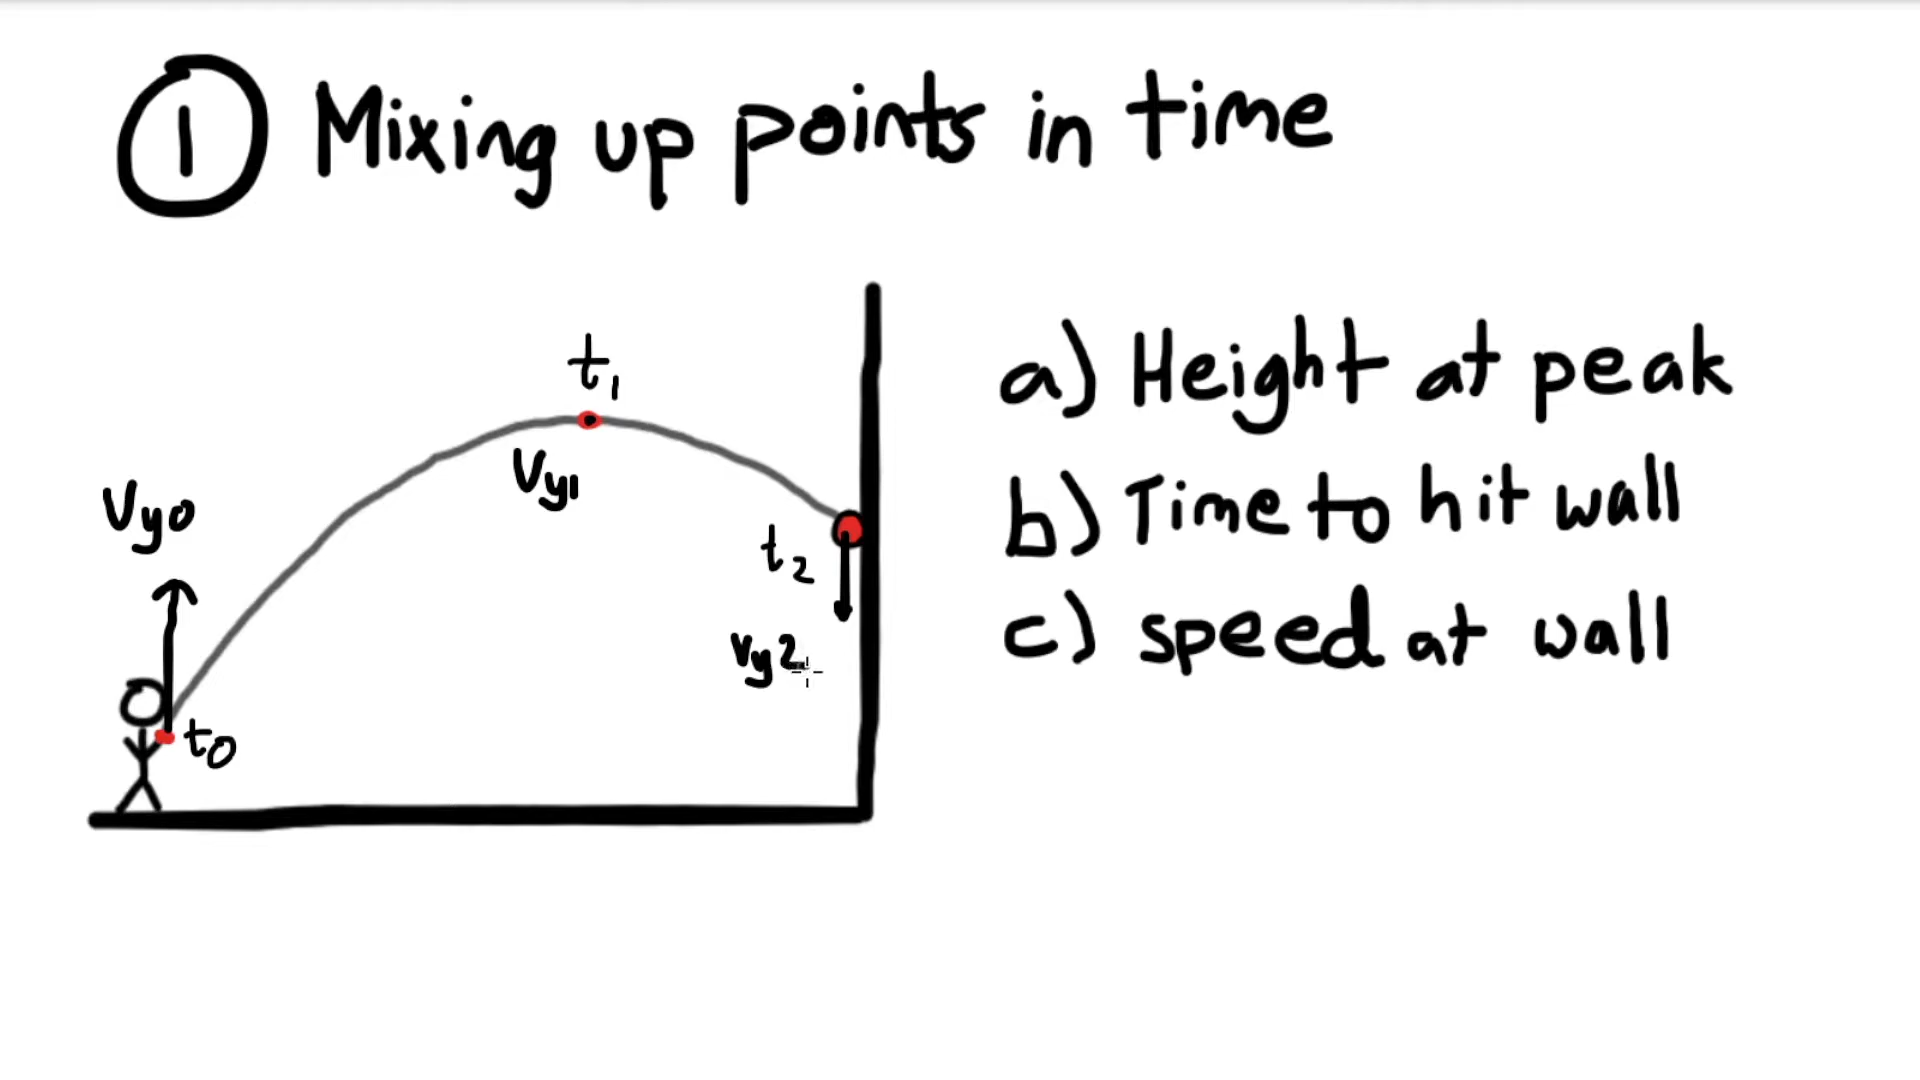 1 Mixing up points in time
t1
Vy1
Vy0
t2
Vy2
t0
a) Height at peak
b) Time to hit wall
c) speed at wall